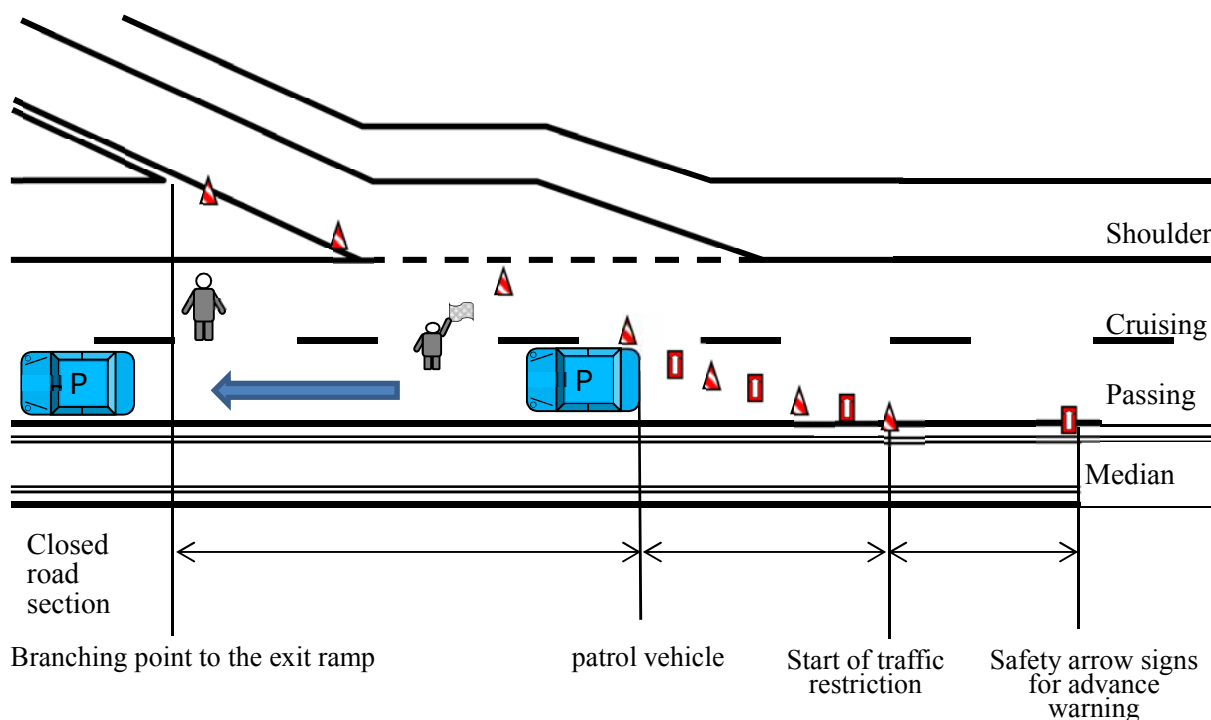 Shoulder
Cruising
P
P
Passing
Median
Closed
road
section
Branching point to the exit ramp
patrol vehicle
Start of traffic
restriction
Safety arrow signs
for advance
warning